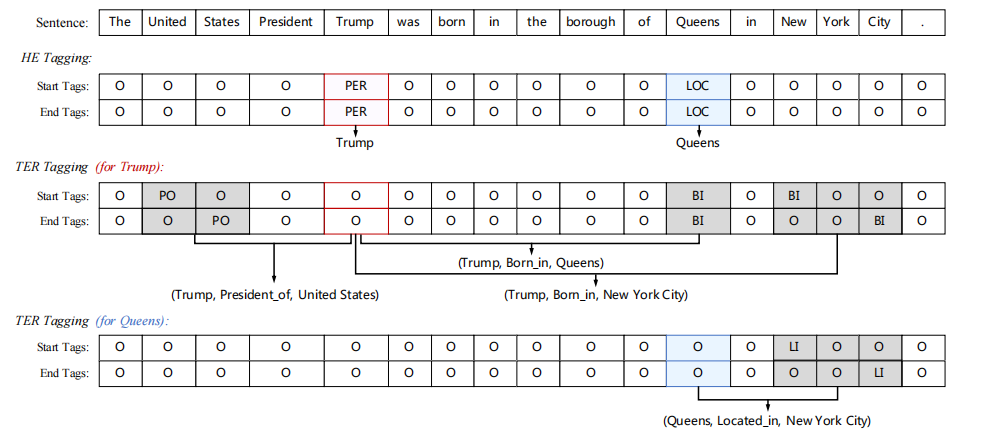 Sentence: The United States President Trump was born in the borough of Queens in New York City .
HE Tagging:
Start Tags: O O O O PER O O O O O O LOC O O O O O
End Tags: O O O O PER O O O O O O LOC O O O O O
Trump Queens
TER Tagging (for Trump):
Start Tags: O PO O O O O O O O O O BI O BI O O O
End Tags: O O PO O O O O O O O O BI O O O BI O
(Trump, Born_in, Queens)
(Trump, President_of, United States) (Trump, Born_in, New York City)
TER Tagging (for Queens):
Start Tags: O O O O O O O O O O O O O LI O O O
End Tags: O O O O O O O O O O O O O O O LI O
(Queens, Located_in, New York City)